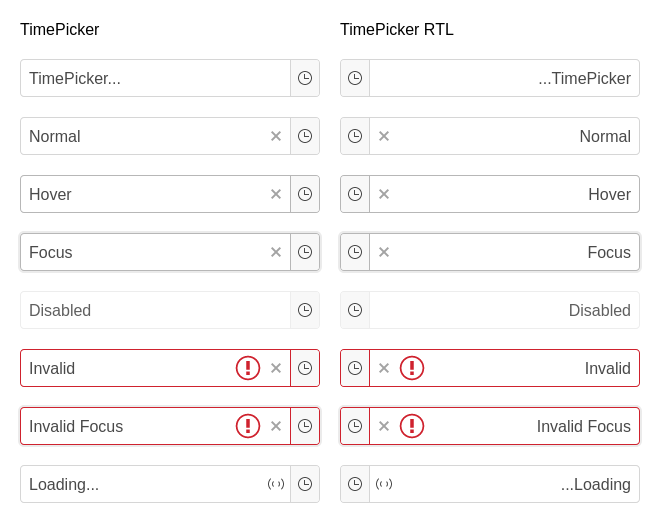 TimePicker
TimePicker RTL
TimePicker...
...TimePicker
Normal
Normal
Hover
Hover
Focus
Focus
Disabled
Disabled
Invalid
Invalid
Invalid Focus
Invalid Focus
Loading...
...Loading